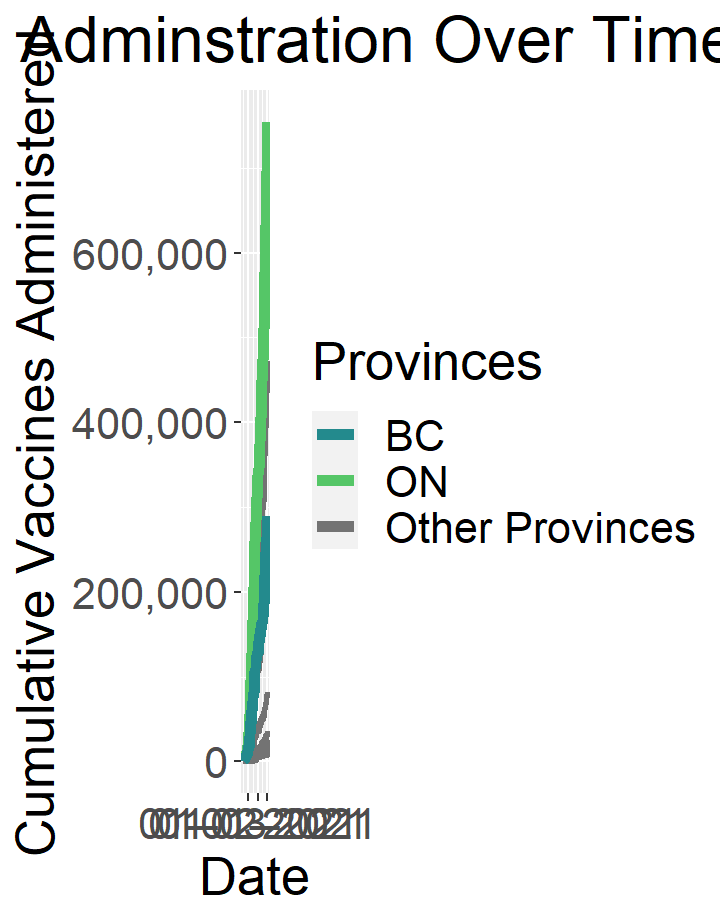 Adminstration Over Time
Cumulative Vaccines Administered
600,000
400,000
200,000
0
Provinces
BC
ON
Other Provinces
Date